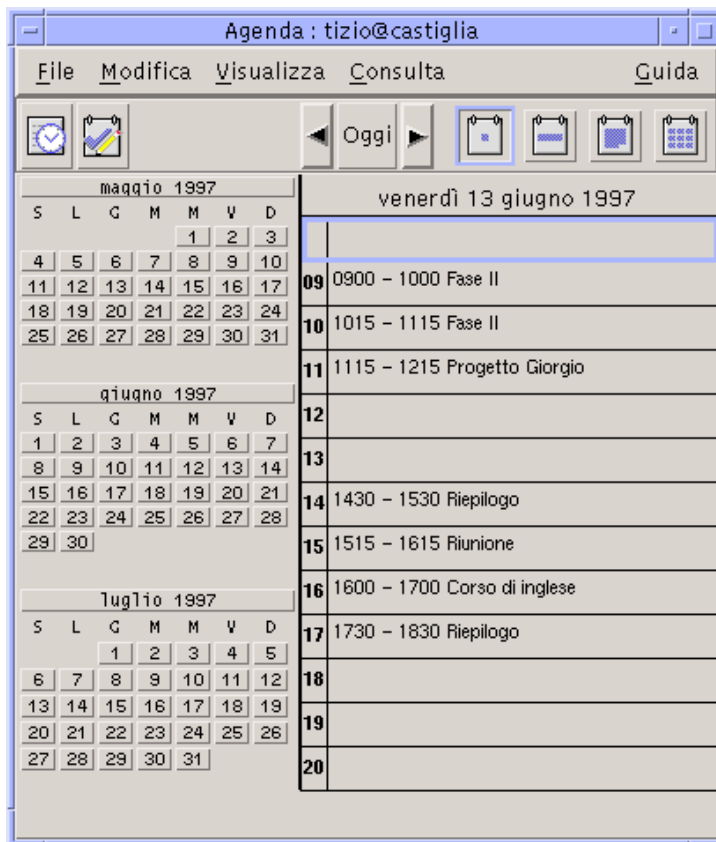 Agenda : tizio@castiglia
File Modifica Visualizza Consulta Guida
Oggi
maggio 1997
S L G M M V D
1 2 3
4 5 6 7 8 9 10
11 12 13 14 15 16 17
18 19 20 21 22 23 24
25 26 27 28 29 30 31
giugno 1997
S L G M M V D
1 2 3 4 5 6 7
8 9 10 11 12 13 14
15 16 17 18 19 20 21
22 23 24 25 26 27 28
29 30
luglio 1997
S L G M M V D
1 2 3 4 5
6 7 8 9 10 11 12
13 14 15 16 17 18 19
20 21 22 23 24 25 26
27 28 29 30 31
venerdì 13 giugno 1997
09 0900 – 1000 Fase II
10 1015 – 1115 Fase II
11 1115 – 1215 Progetto Giorgio
12
13
14 1430 – 1530 Riepilogo
15 1515 – 1615 Riunione
16 1600 – 1700 Corso di inglese
17 1730 – 1830 Riepilogo
18
19
20